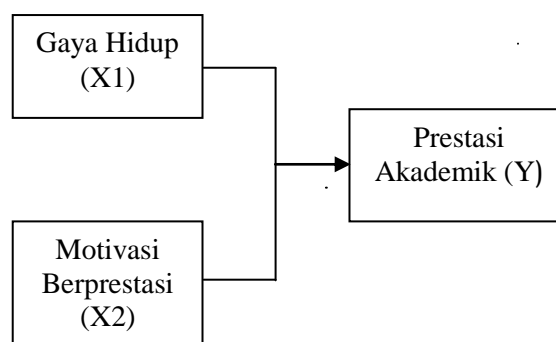 Gaya Hidup
(X1)
Prestasi
Akademik (Y)
Motivasi
Berprestasi
(X2)